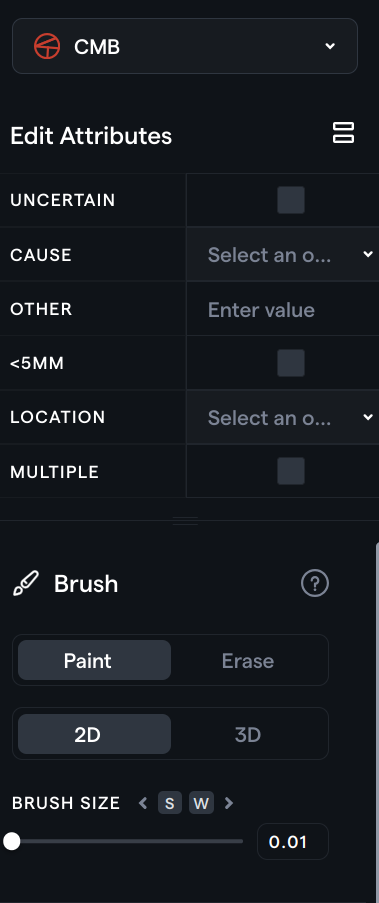 CMB
Edit Attributes
UNCERTAIN
CAUSE Select an o...
OTHER Enter value
<5MM
LOCATION Select an o...
MULTIPLE
Brush ?
Paint Erase
2D 3D
BRUSH SIZE < S W >
0.01